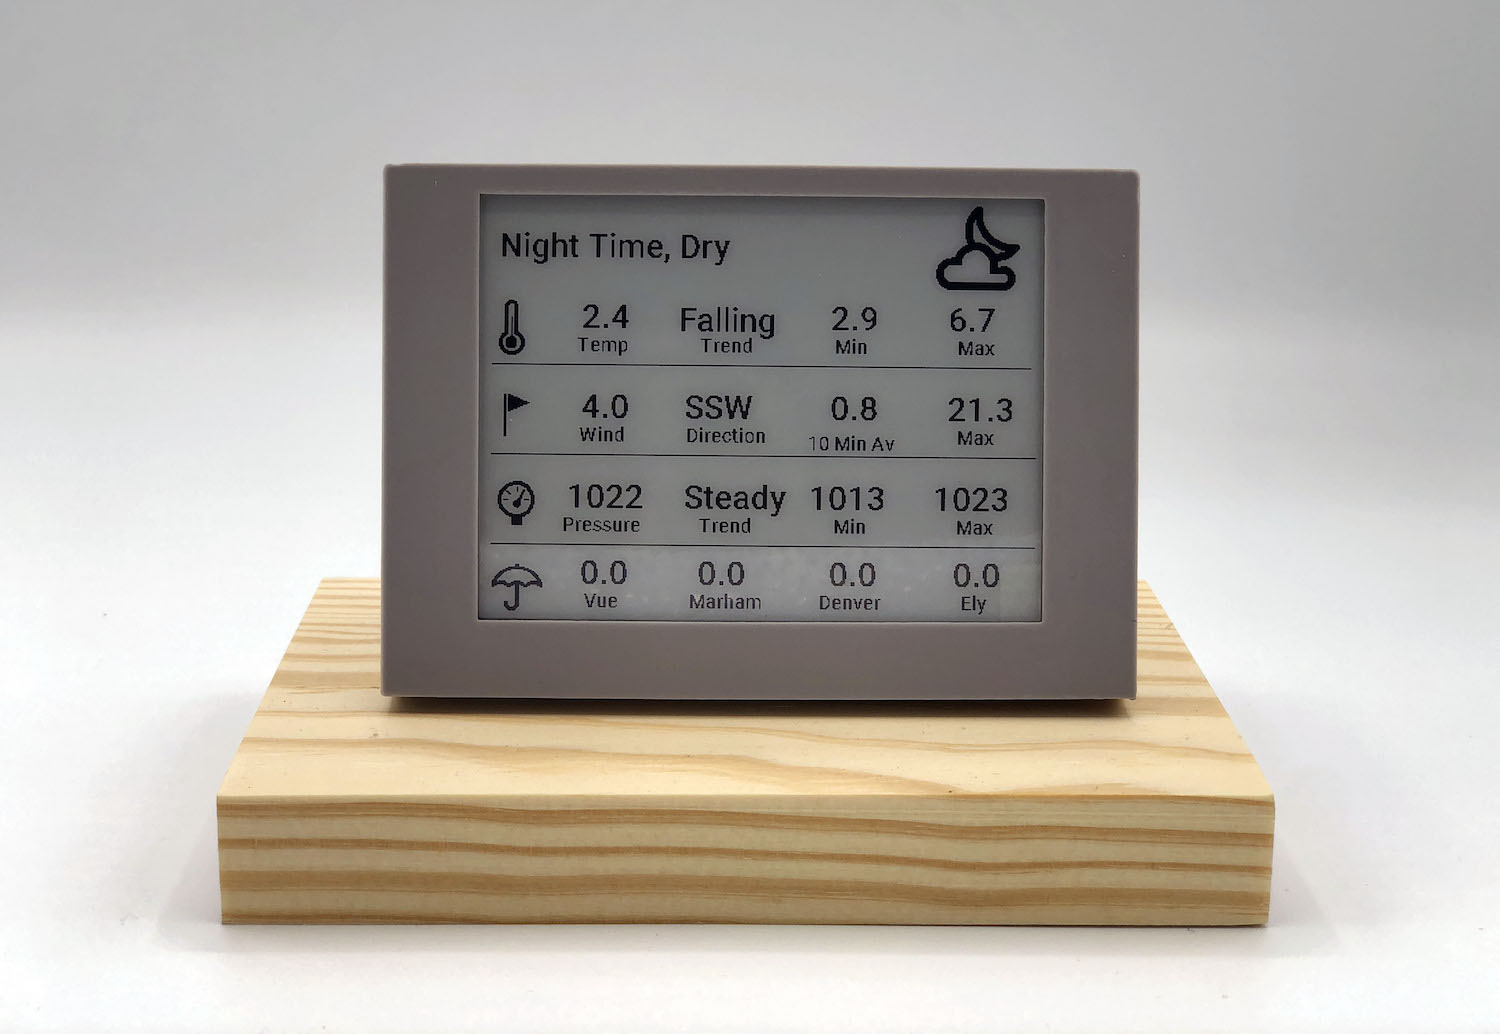 Night Time, Dry
2.4 Falling 2.9 6.7
Temp Trend Min Max
4.0 SSW 0.8 21.3
Wind Direction 10 Min Av Max
1022 Steady 1013 1023
Pressure Trend Min Max
0.0 0.0 0.0 0.0
Vue Marham Denver Ely